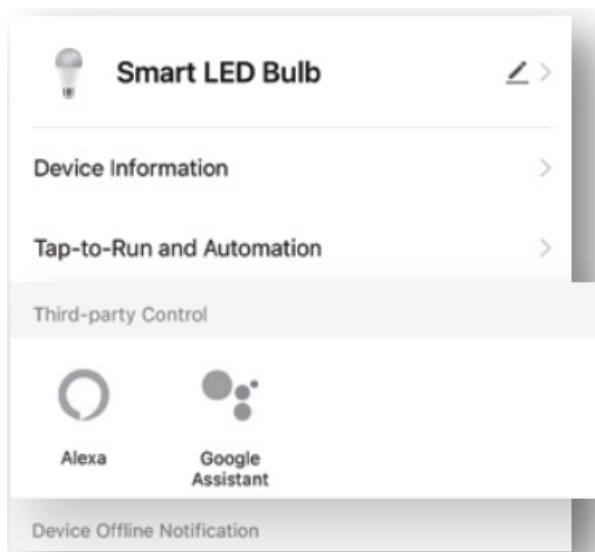 Smart LED Bulb
Device Information
Tap-to-Run and Automation
Third-party Control
Alexa
Google
Assistant
Device Offline Notification